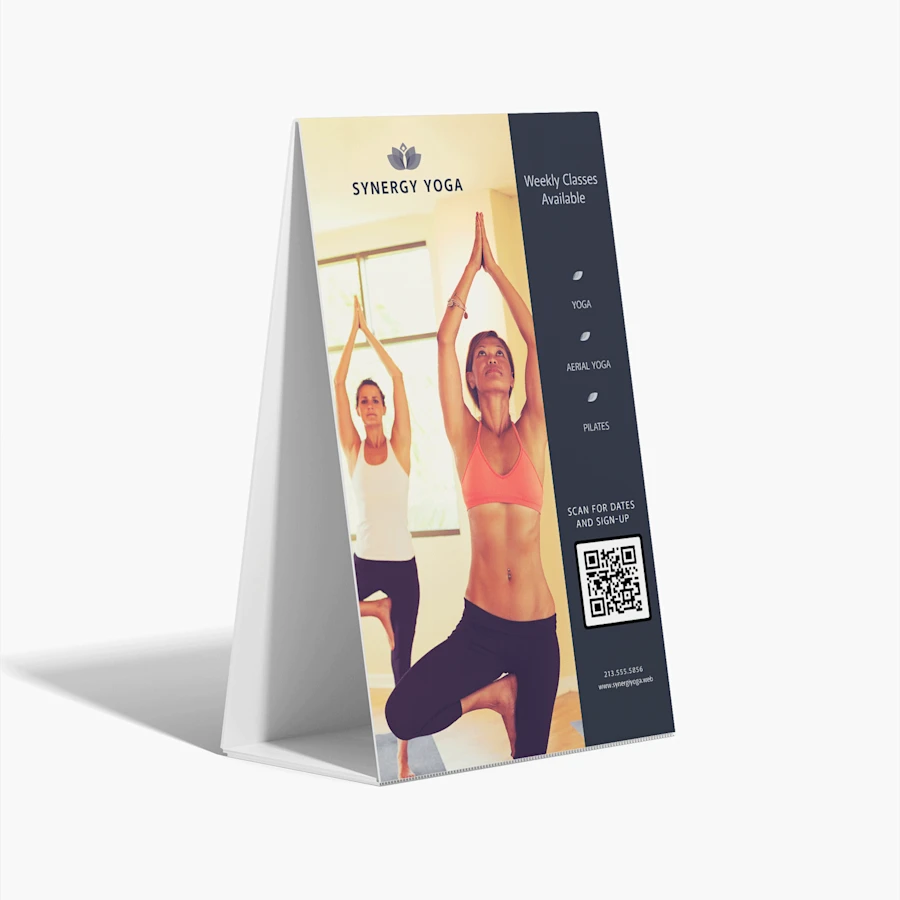 SYNERGY YOGA
Weekly Classes
Available
YOGA
AERIAL YOGA
PILATES
SCAN FOR DATES
AND SIGN-UP
213.555.5856
www.synergiyoga.web